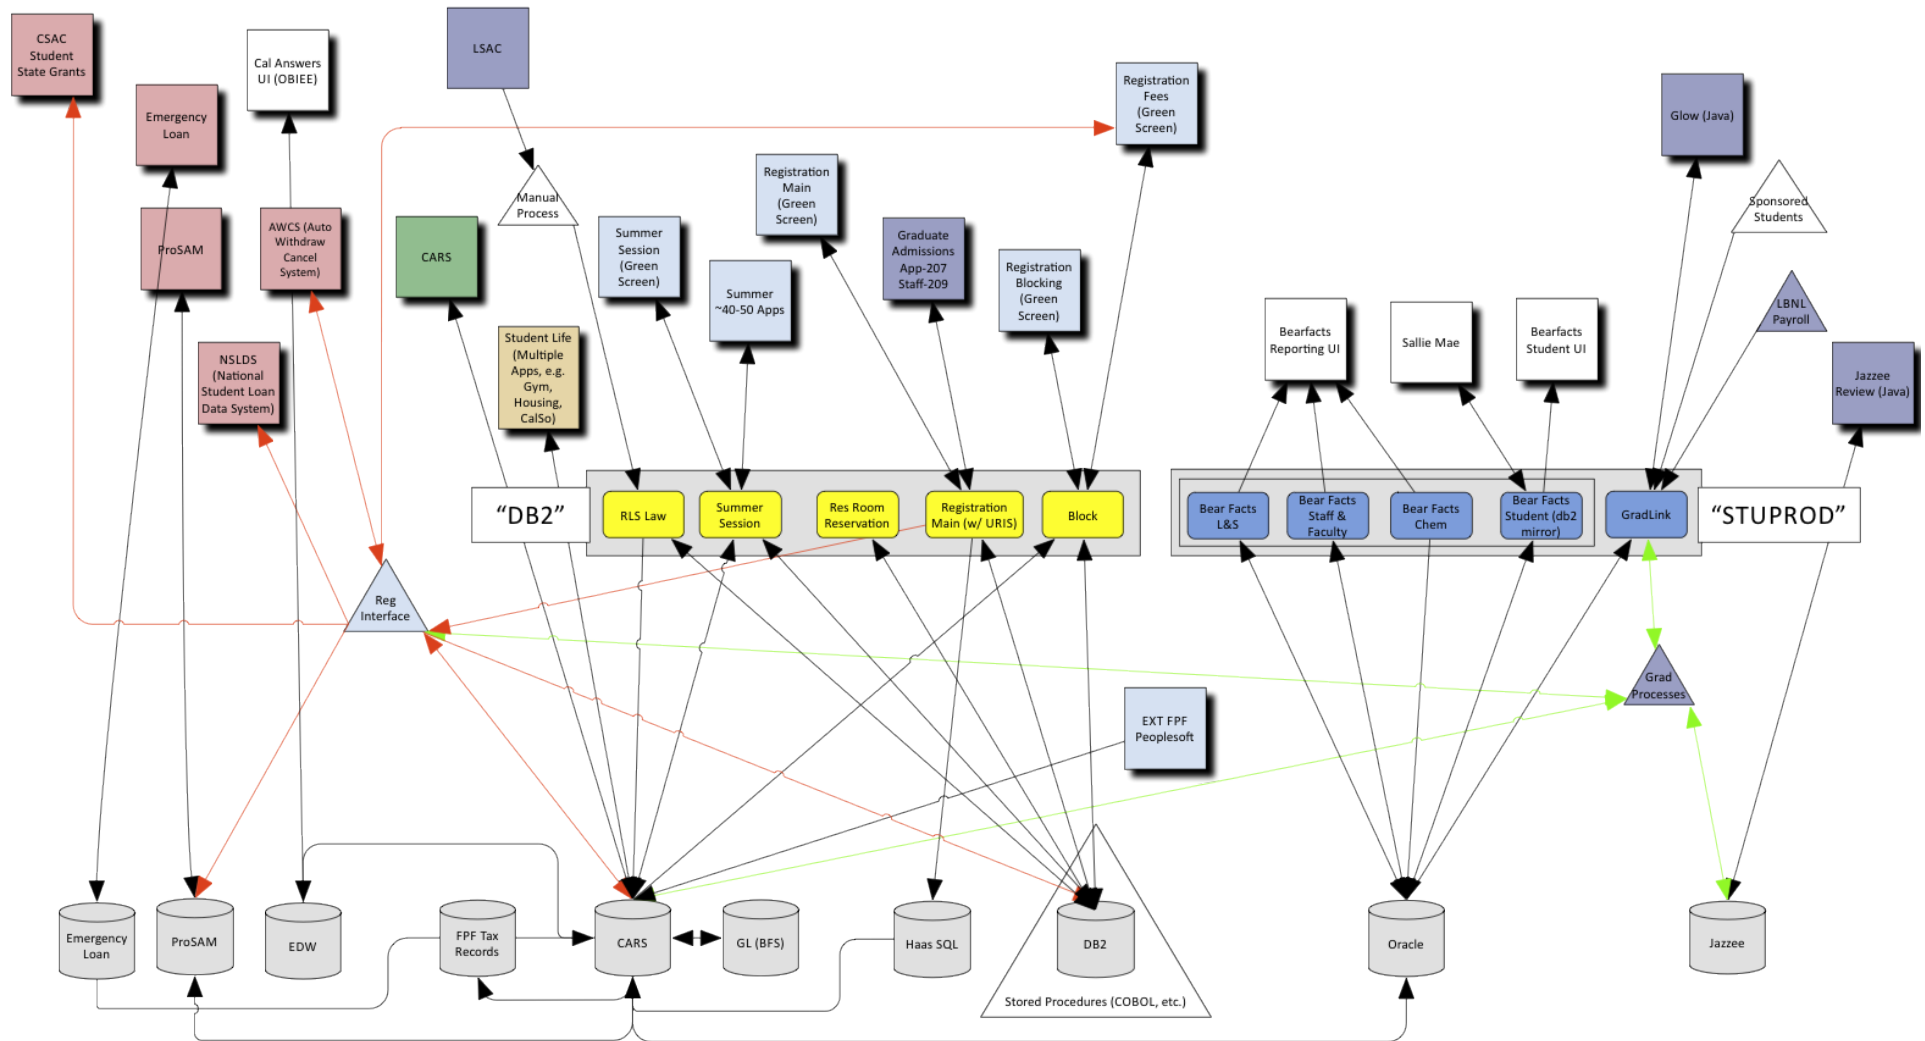 CSAC
Student
State Grants
Cal Answers
UI (OBIEE)
LSAC
Emergency
Loan
Registration
Fees
(Green
Screen)
Glow (Java)
Manual
Process
Registration
Main
(Green
Screen)
Sponsored
Students
ProSAM
AWCS (Auto
Withdraw
Cancel
System)
CARS
Summer
Session
(Green
Screen)
Summer
~40-50 Apps
Graduate
Admissions
App-207
Staff-209
Registration
Blocking
(Green
Screen)
LBNL
Payroll
Bearfacts
Reporting UI
Sallie Mae
Bearfacts
Student UI
NSLDS
(National
Student Loan
Data System)
Student Life
(Multiple
Apps, e.g.
Gym,
Housing,
CalSo)
Jazzee
Review (Java)
“DB2”
RLS Law
Summer
Session
Res Room
Reservation
Registration
Main (w/ URIS)
Block
Bear Facts
L&S
Bear Facts
Staff &
Faculty
Bear Facts
Chem
Bear Facts
Student (db2
mirror)
GradLink
“STUPROD”
Reg
Interface
Grad
Processes
EXT FPF
Peoplesoft
Emergency
Loan
ProSAM
EDW
FPF Tax
Records
CARS
GL (BFS)
Haas SQL
DB2
Oracle
Jazzee
Stored Procedures (COBOL, etc.)